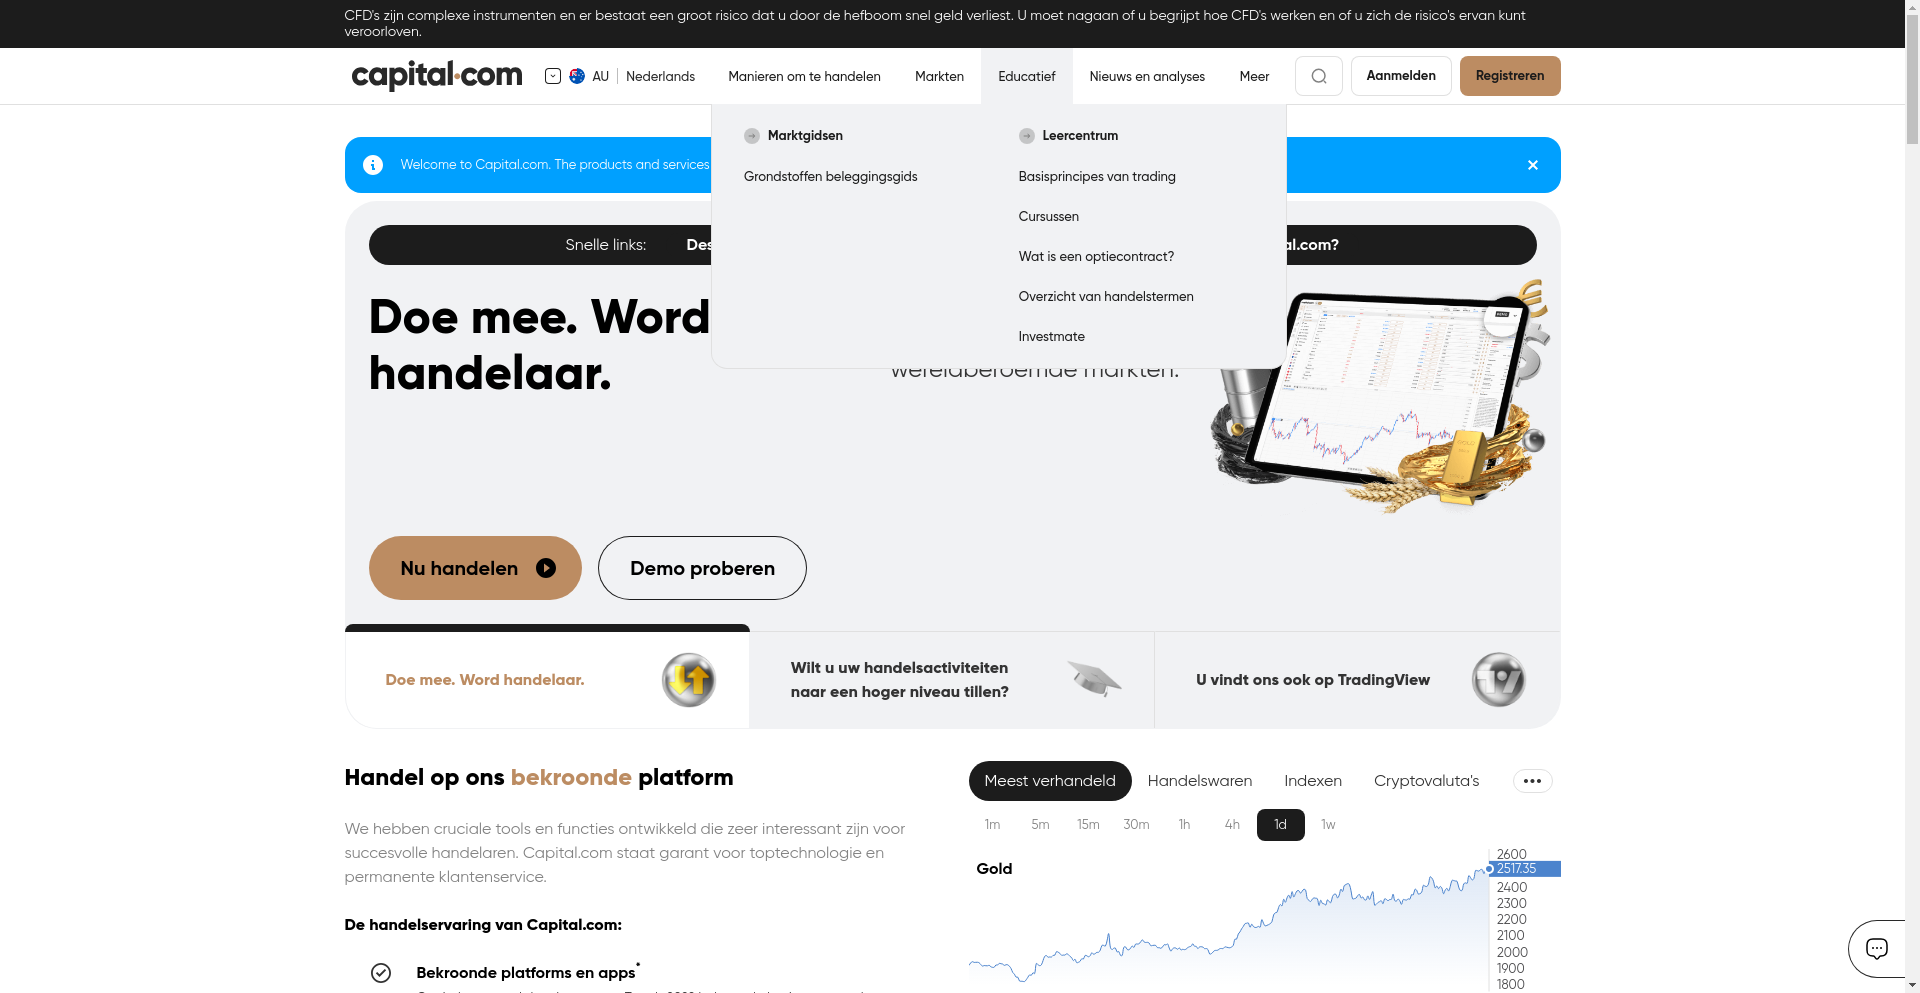 CFD's zijn complexe instrumenten en er bestaat een groot risico dat u door de hefboom snel geld verliest. U moet nagaan of u begrijpt hoe CFD's werken en of u zich de risico's ervan kunt
veroorloven.
capital.com
AU
Nederlands
Manieren om te handelen
Markten
Educatief
Nieuws en analyses
Meer
Aanmelden
Registreren
Marktgidsen
Grondstoffen beleggingsgids
Leercentrum
Basisprincipes van trading
Cursussen
Wat is een optiecontract?
Overzicht van handelstermen
Investmate
Welcome to Capital.com. The products and services
Snelle links:
Doe mee. Word
handelaar.
wereldberoemde markten.
Nu handelen
Demo proberen
Doe mee. Word handelaar.
Wilt u uw handelsactiviteiten
naar een hoger niveau tillen?
U vindt ons ook op TradingView
Handel op ons bekroonde platform
We hebben cruciale tools en functies ontwikkeld die zeer interessant zijn voor
succesvolle handelaren. Capital.com staat garant voor toptechnologie en
permanente klantenservice.
De handelservaring van Capital.com:
Bekroonde platforms en apps*
Meest verhandeld
Handelswaren
Indexen
Cryptovaluta's
1m
5m
15m
30m
1h
4h
1d
1w
Gold
2600
2517.35
2400
2300
2200
2100
2000
1900
1800